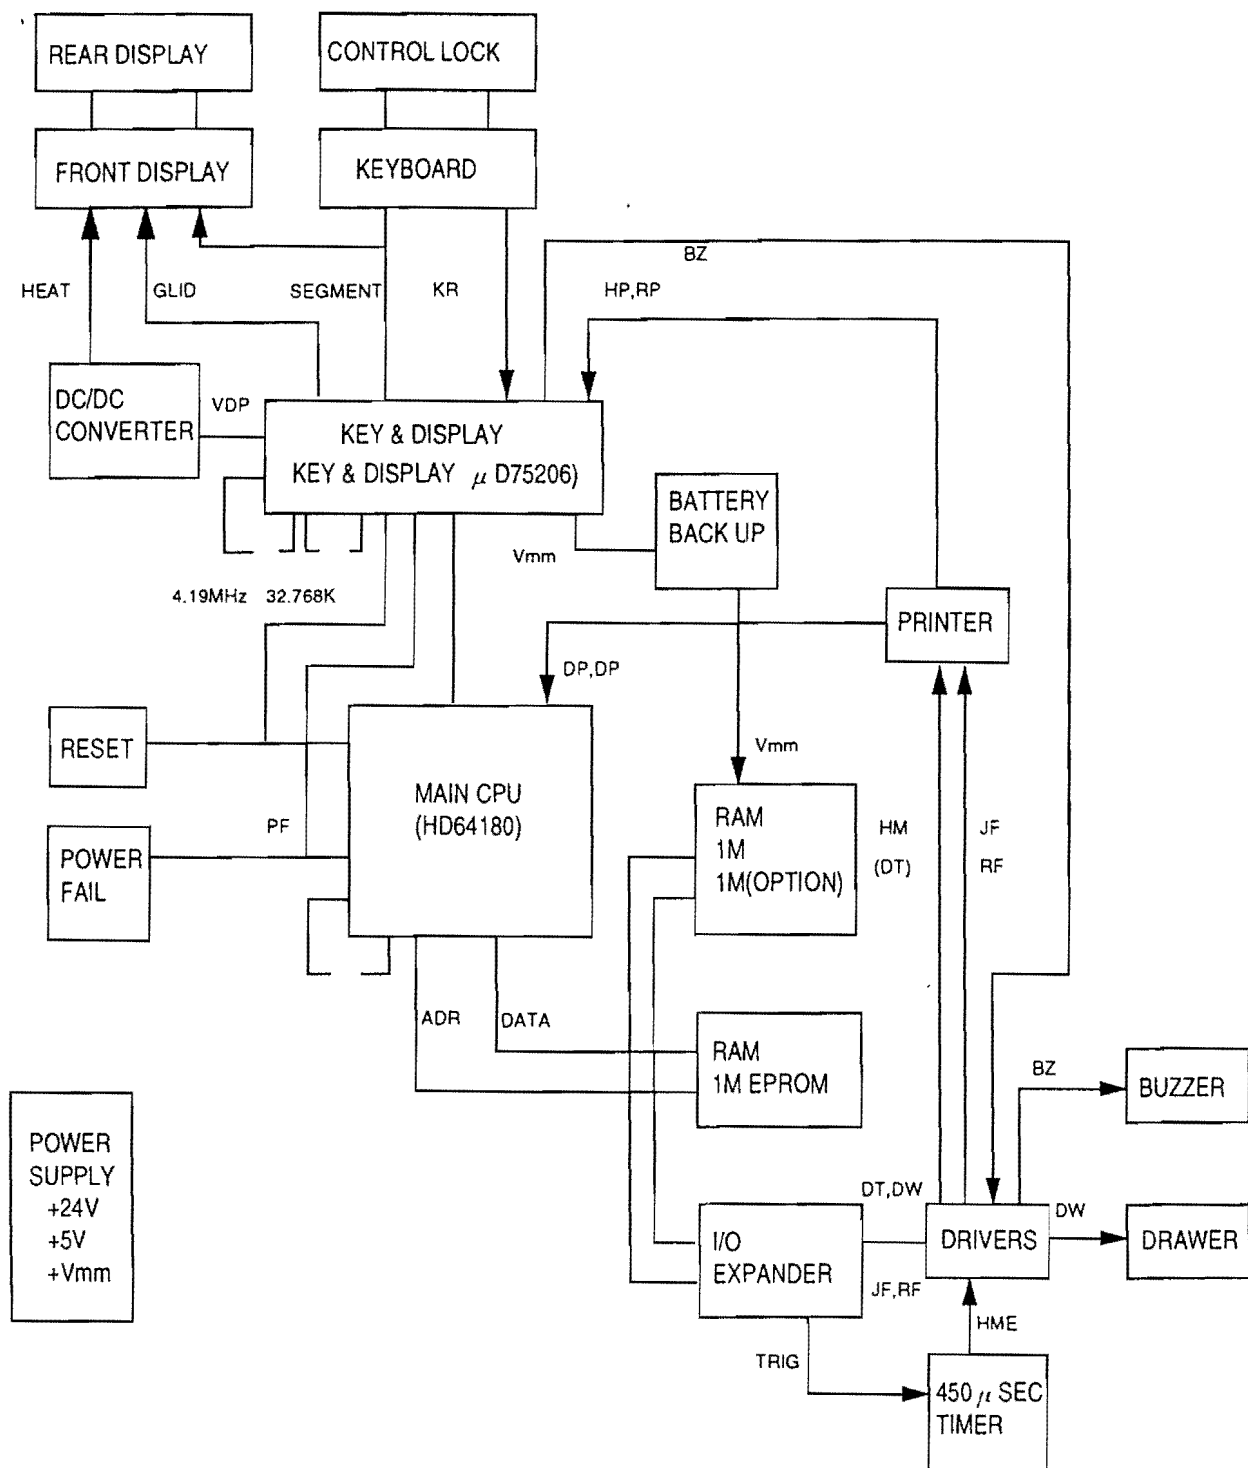 REAR DISPLAY
CONTROL LOCK
FRONT DISPLAY
KEYBOARD
BZ
HEAT
GLID
SEGMENT
KR
HP,RP
DC/DC
CONVERTER
VDP
KEY & DISPLAY
KEY & DISPLAY μ D75206)
BATTERY
BACK UP
Vmm
4.19MHz 32.768K
PRINTER
DP,DP
RESET
Vmm
MAIN CPU
(HD64180)
RAM
1M
1M(OPTION)
HM
(DT)
JF
RF
PF
POWER
FAIL
ADR
DATA
RAM
1M EPROM
BZ
BUZZER
POWER
SUPPLY
+24V
+5V
+Vmm
DT,DW
I/O
EXPANDER
DRIVERS
DW
DRAWER
JF,RF
HME
TRIG
450 μ SEC
TIMER